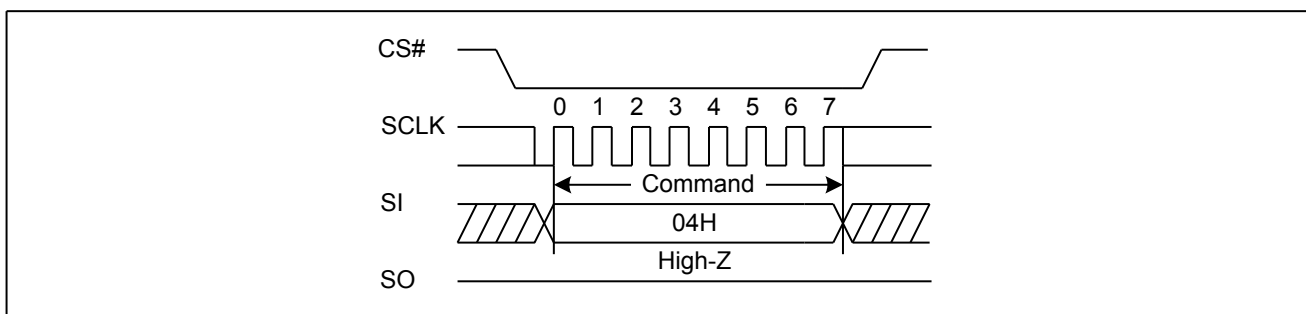 CS#
0 1 2 3 4 5 6 7
SCLK
Command
SI
04H
High-Z
SO